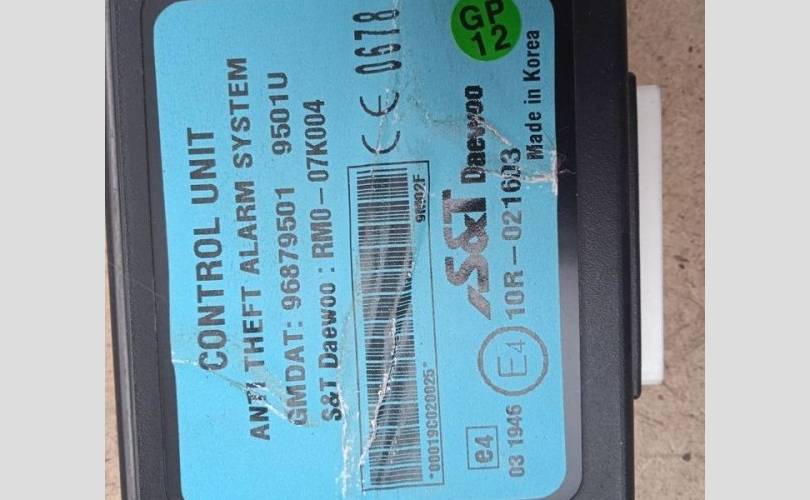 CONTROL UNIT
ANTI THEFT ALARM SYSTEM
GMDAT: 96879501 9501U
S&T Daewoo : RM0-07K004
CE 0678
9M02F
*00019C020025*
S&T Daewoo
GP
12
e4
03 1946
E4
10R-021603
Made in Korea